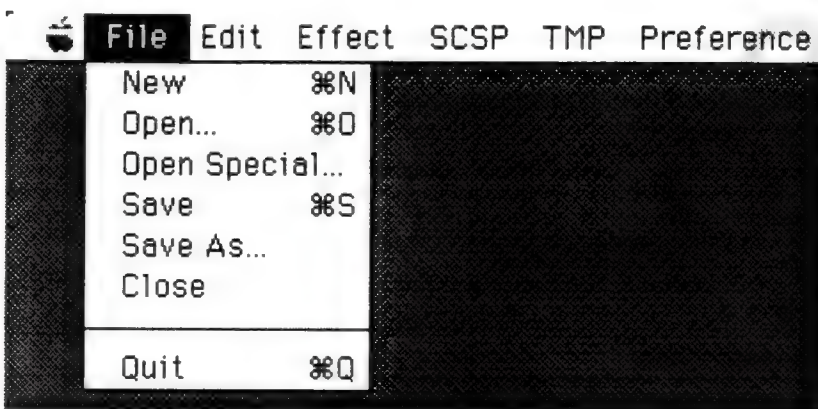 File Edit Effect SCSP TMP Preference
New ⌘N
Open... ⌘O
Open Special...
Save ⌘S
Save As...
Close
Quit ⌘Q